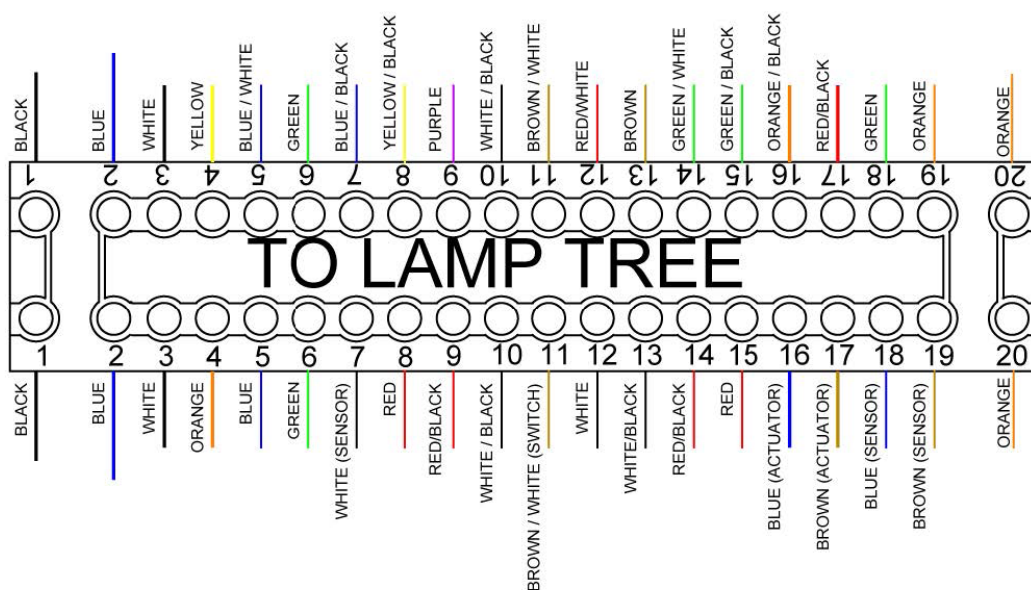 BLACK
BLUE
WHITE
YELLOW
BLUE / WHITE
GREEN
BLUE / BLACK
YELLOW / BLACK
PURPLE
WHITE / BLACK
BROWN / WHITE
RED/WHITE
BROWN
GREEN / WHITE
GREEN / BLACK
ORANGE / BLACK
RED/BLACK
GREEN
ORANGE
ORANGE
1 2 3 4 5 6 7 8 9 10 11 12 13 14 15 16 17 18 19 20
TO LAMP TREE
1 2 3 4 5 6 7 8 9 10 11 12 13 14 15 16 17 18 19 20
BLACK
BLUE
WHITE
ORANGE
BLUE
GREEN
WHITE (SENSOR)
RED
RED/BLACK
WHITE / BLACK
BROWN / WHITE (SWITCH)
WHITE
WHITE/BLACK
RED/BLACK
RED
BLUE (ACTUATOR)
BROWN (ACTUATOR)
BLUE (SENSOR)
BROWN (SENSOR)
ORANGE